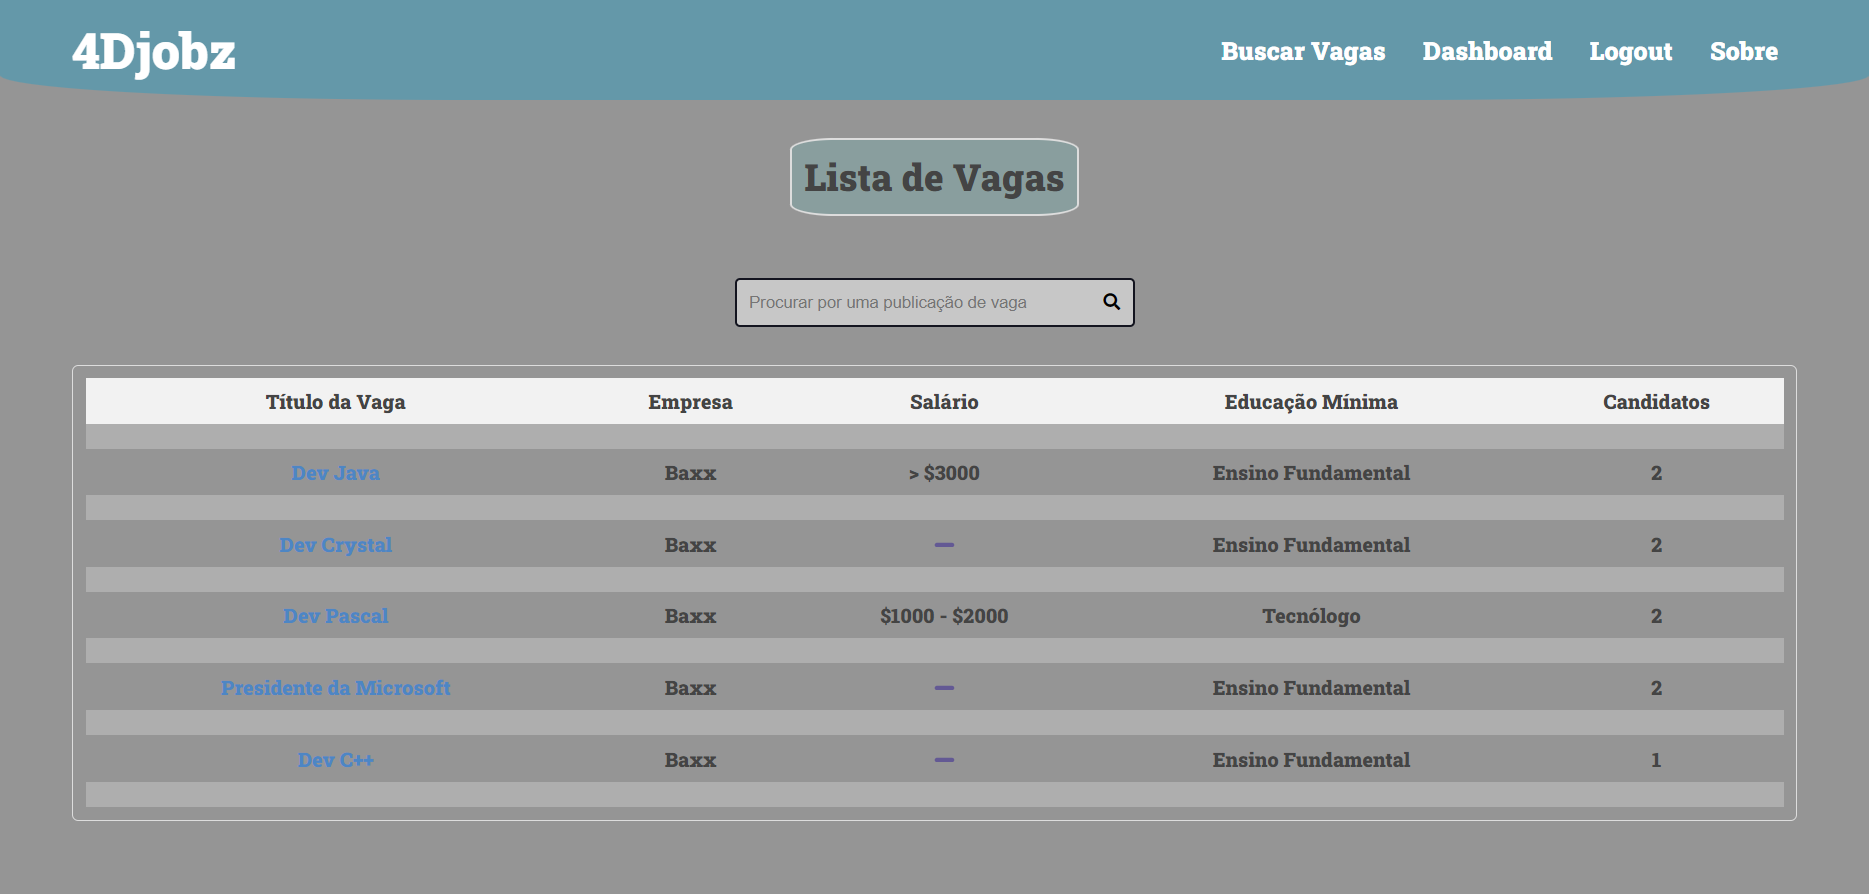 4Djobz
Buscar Vagas Dashboard Logout Sobre
Lista de Vagas
Procurar por uma publicação de vaga
Título da Vaga Empresa Salário Educação Mínima Candidatos
Dev Java Baxx > $3000 Ensino Fundamental 2
Dev Crystal Baxx — Ensino Fundamental 2
Dev Pascal Baxx $1000 - $2000 Tecnólogo 2
Presidente da Microsoft Baxx — Ensino Fundamental 2
Dev C++ Baxx — Ensino Fundamental 1